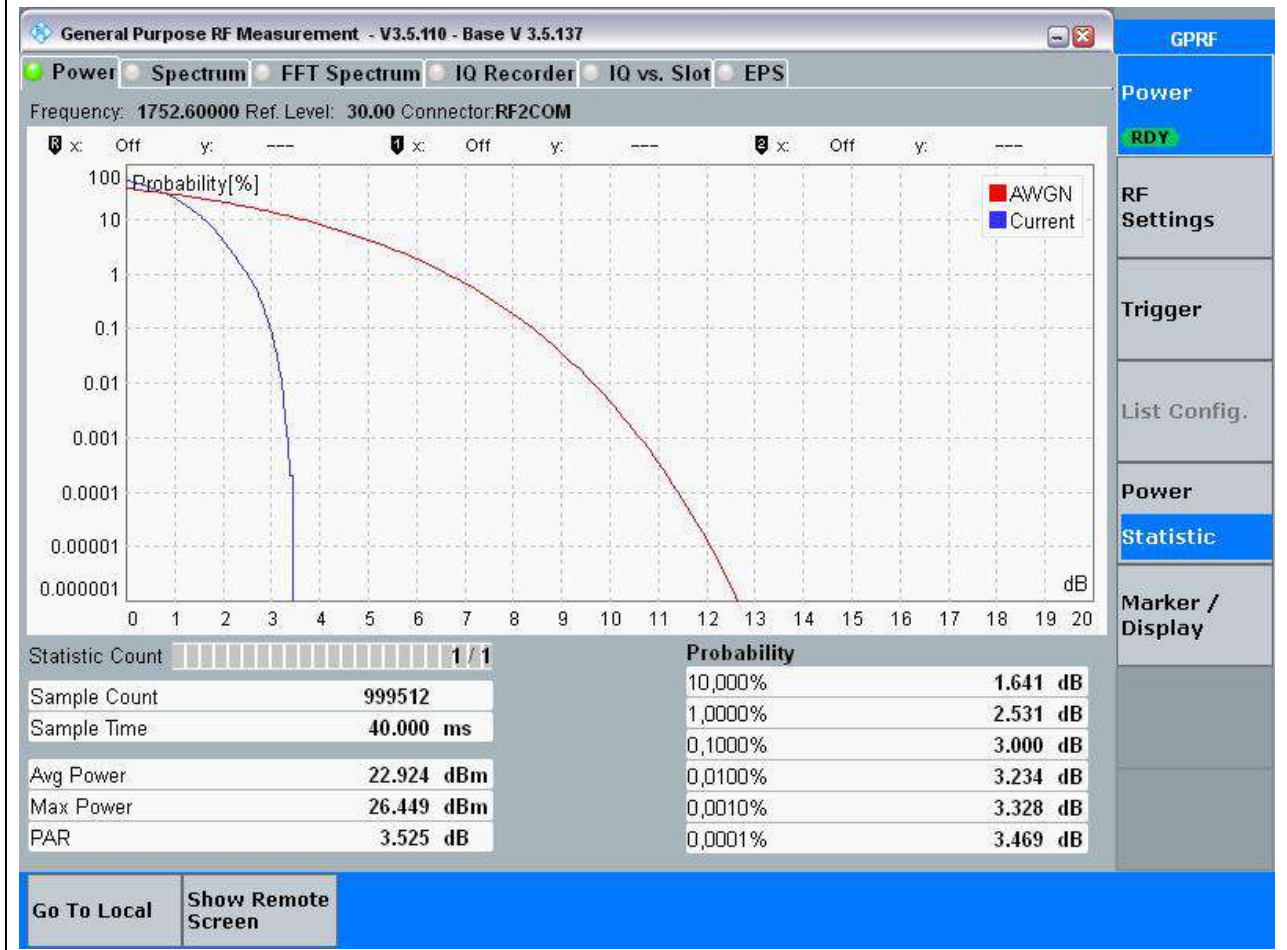 General Purpose RF Measurement - V3.5.110 - Base V 3.5.137
GPRF
Power Spectrum FFT Spectrum IQ Recorder IQ vs. Slot EPS
Frequency: 1752.60000 Ref. Level: 30.00 Connector:RF2COM
R x: Off y: --- 1 x: Off y: --- 2 x: Off y: ---
Probability[%]
AWGN
Current
100
10
1
0.1
0.01
0.001
0.0001
0.00001
0.000001
dB
0 1 2 3 4 5 6 7 8 9 10 11 12 13 14 15 16 17 18 19 20
Statistic Count 1 / 1
Sample Count 999512
Sample Time 40.000 ms
Avg Power 22.924 dBm
Max Power 26.449 dBm
PAR 3.525 dB
Probability
10,000% 1.641 dB
1,0000% 2.531 dB
0,1000% 3.000 dB
0,0100% 3.234 dB
0,0010% 3.328 dB
0,0001% 3.469 dB
Power
RDY
RF
Settings
Trigger
List Config.
Power
Statistic
Marker /
Display
Go To Local
Show Remote
Screen